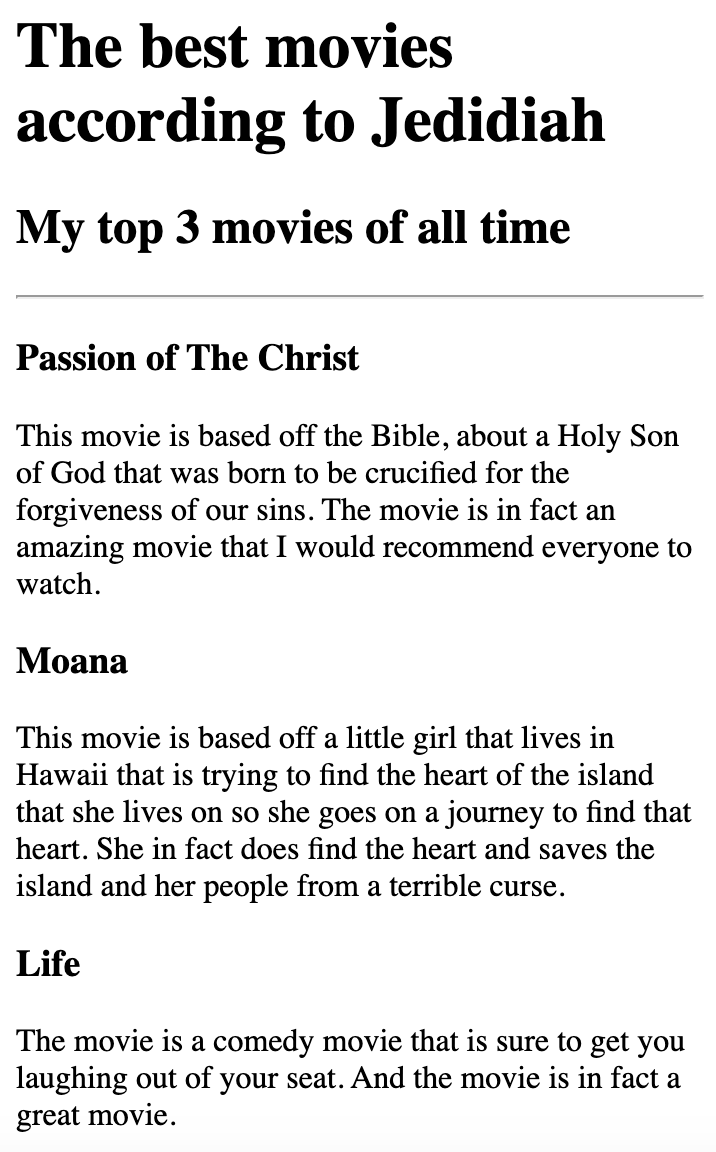 The best movies
according to Jedidiah
My top 3 movies of all time
Passion of The Christ
This movie is based off the Bible, about a Holy Son
of God that was born to be crucified for the
forgiveness of our sins. The movie is in fact an
amazing movie that I would recommend everyone to
watch.
Moana
This movie is based off a little girl that lives in
Hawaii that is trying to find the heart of the island
that she lives on so she goes on a journey to find that
heart. She in fact does find the heart and saves the
island and her people from a terrible curse.
Life
The movie is a comedy movie that is sure to get you
laughing out of your seat. And the movie is in fact a
great movie.